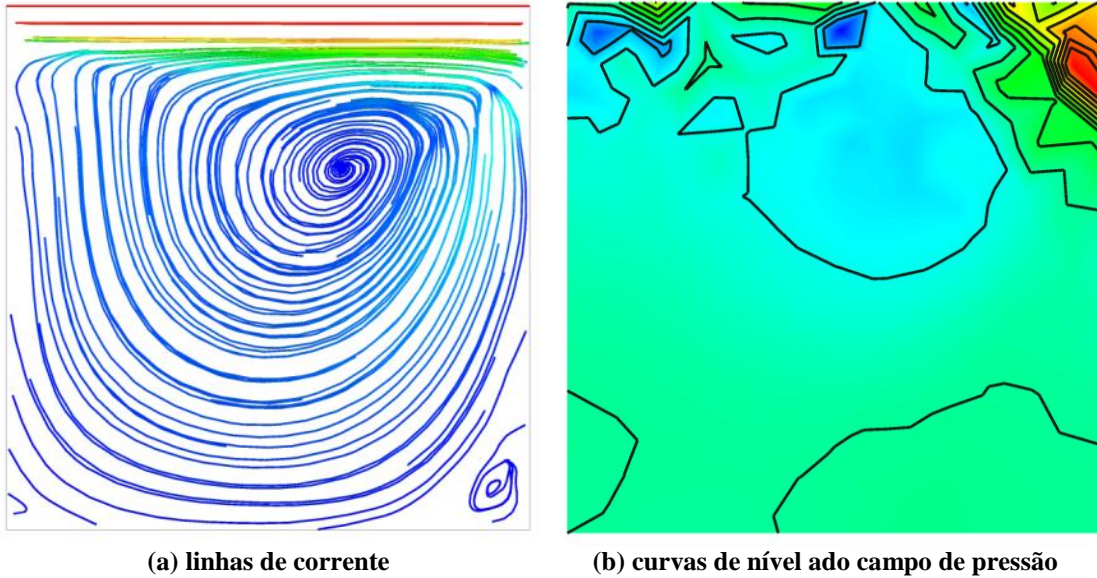 (a) linhas de corrente
(b) curvas de nível ado campo de pressão